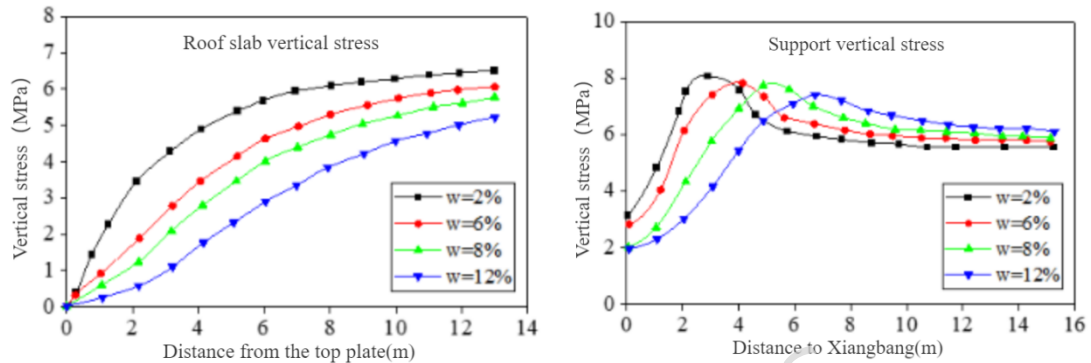 Roof slab vertical stress
Vertical stress（MPa）
8
7
6
5
4
3
2
1
0
w=2%
w=6%
w=8%
w=12%
0 2 4 6 8 10 12 14
Distance from the top plate(m)
Support vertical stress
Vertical stress（MPa）
10
8
6
4
2
0
w=2%
w=6%
w=8%
w=12%
0 2 4 6 8 10 12 14 16
Distance to Xiangbang(m)